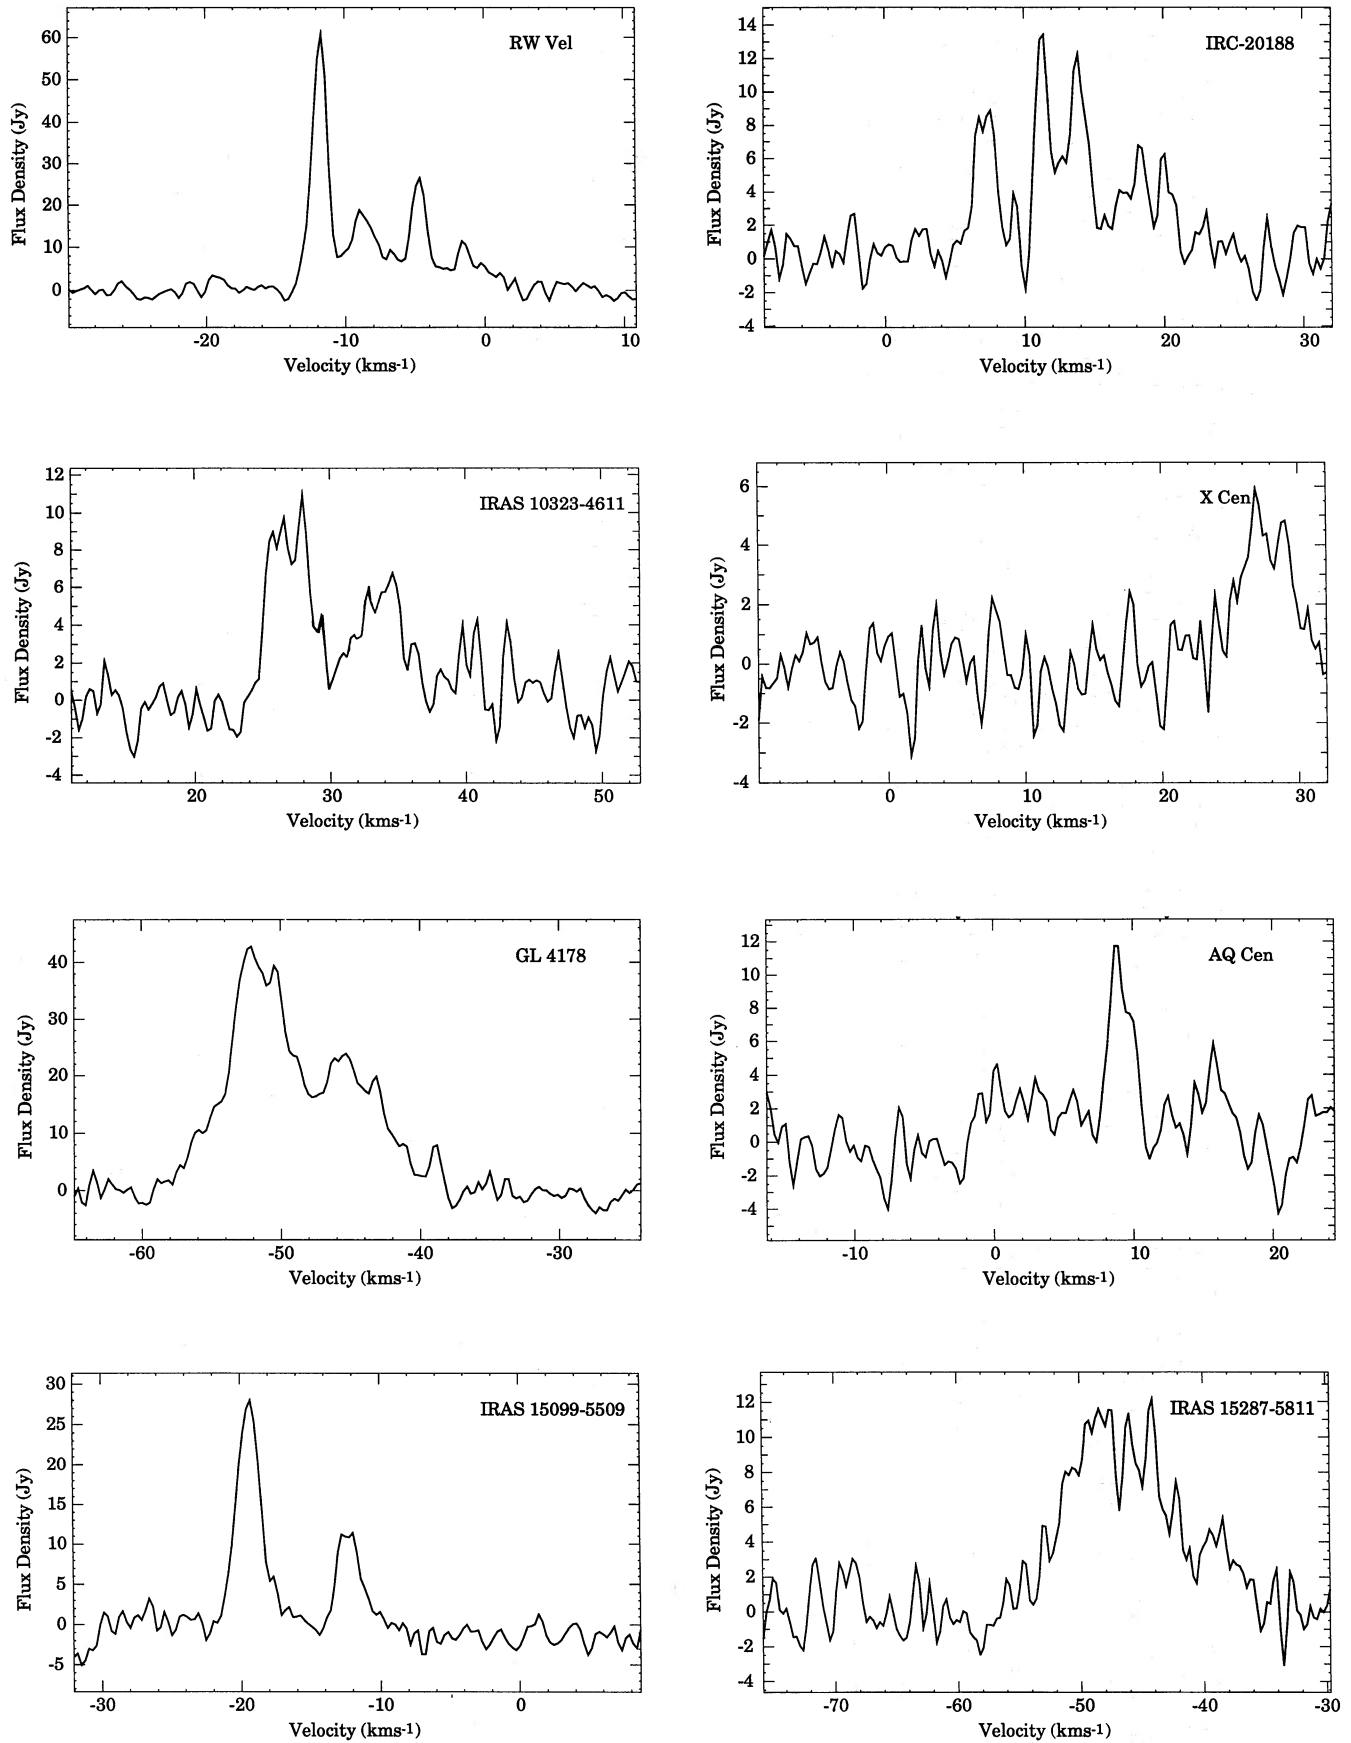 RW Vel
60
50
40
30
20
10
0
Flux Density (Jy)
-20 -10 0 10
Velocity (kms-1)
IRC-20188
14
12
10
8
6
4
2
0
-2
-4
Flux Density (Jy)
0 10 20 30
Velocity (kms-1)
IRAS 10323-4611
12
10
8
6
4
2
0
-2
-4
Flux Density (Jy)
20 30 40 50
Velocity (kms-1)
X Cen
6
4
2
0
-2
-4
Flux Density (Jy)
0 10 20 30
Velocity (kms-1)
GL 4178
40
30
20
10
0
Flux Density (Jy)
-60 -50 -40 -30
Velocity (kms-1)
AQ Cen
12
10
8
6
4
2
0
-2
-4
Flux Density (Jy)
-10 0 10 20
Velocity (kms-1)
IRAS 15099-5509
30
25
20
15
10
5
0
-5
Flux Density (Jy)
-30 -20 -10 0
Velocity (kms-1)
IRAS 15287-5811
12
10
8
6
4
2
0
-2
-4
Flux Density (Jy)
-70 -60 -50 -40 -30
Velocity (kms-1)